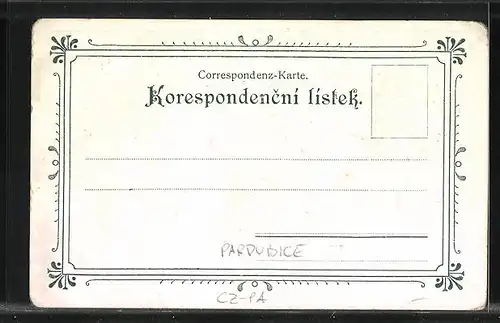 Correspondenz-Karte.
Korespondenční lístek.
PARDUBICE
CZ-PA